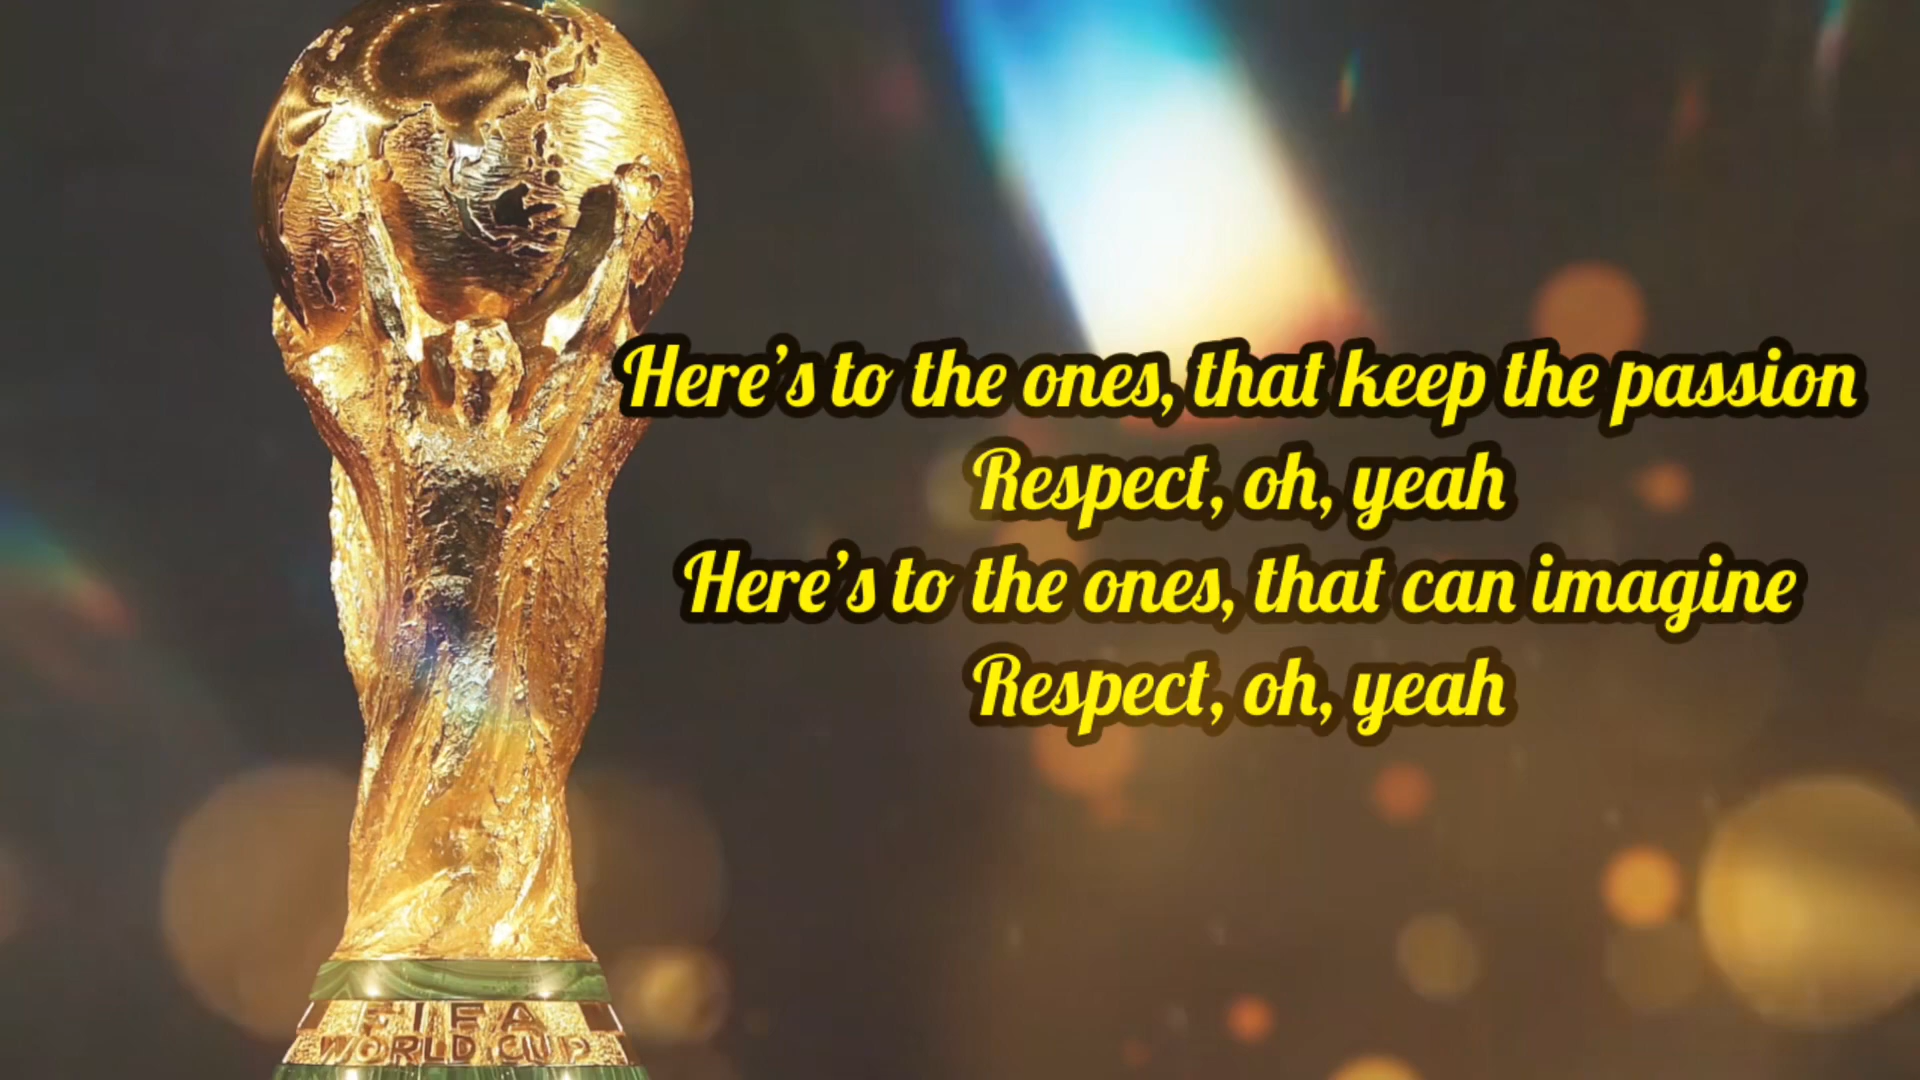 Here's to the ones, that keep the passion
Respect, oh, yeah
Here's to the ones, that can imagine
Respect, oh, yeah
FIFA
WORLD CUP